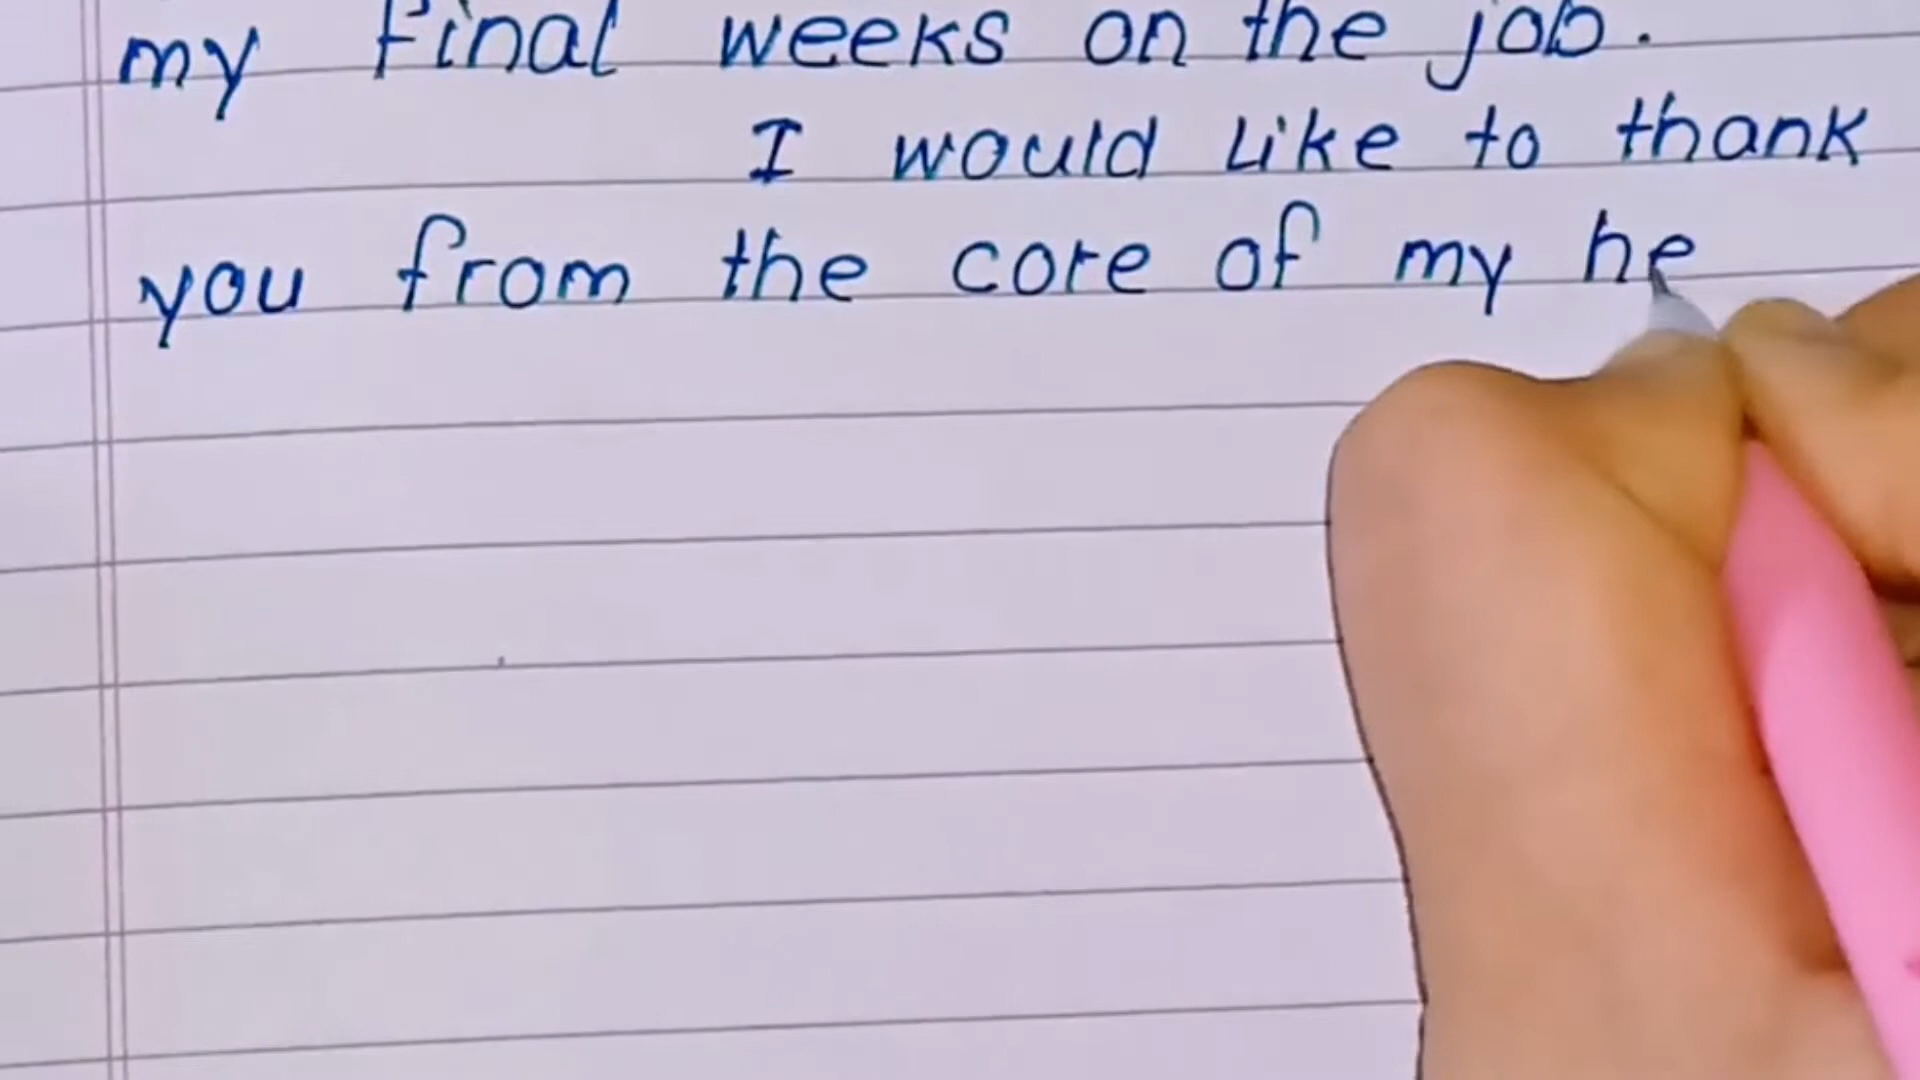 my final weeks on the job.
I would like to thank
you from the core of my he